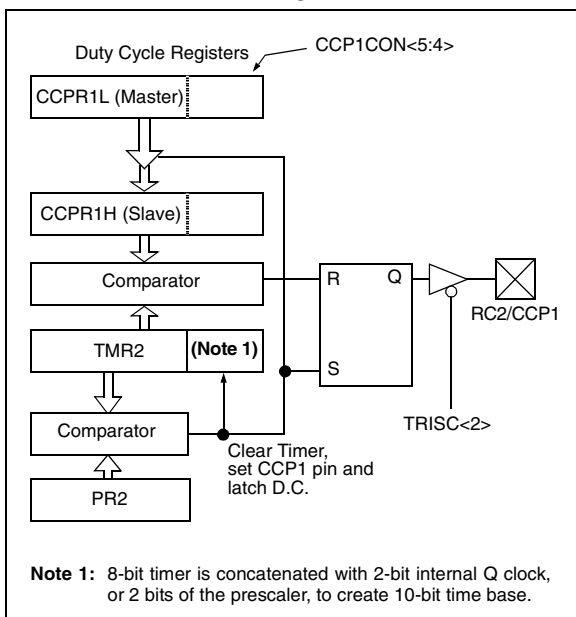 Duty Cycle Registers
CCP1CON<5:4>
CCPR1L (Master)
CCPR1H (Slave)
Comparator
R
Q
RC2/CCP1
TMR2
(Note 1)
S
TRISC<2>
Comparator
Clear Timer,
set CCP1 pin and
latch D.C.
PR2
Note 1: 8-bit timer is concatenated with 2-bit internal Q clock,
or 2 bits of the prescaler, to create 10-bit time base.